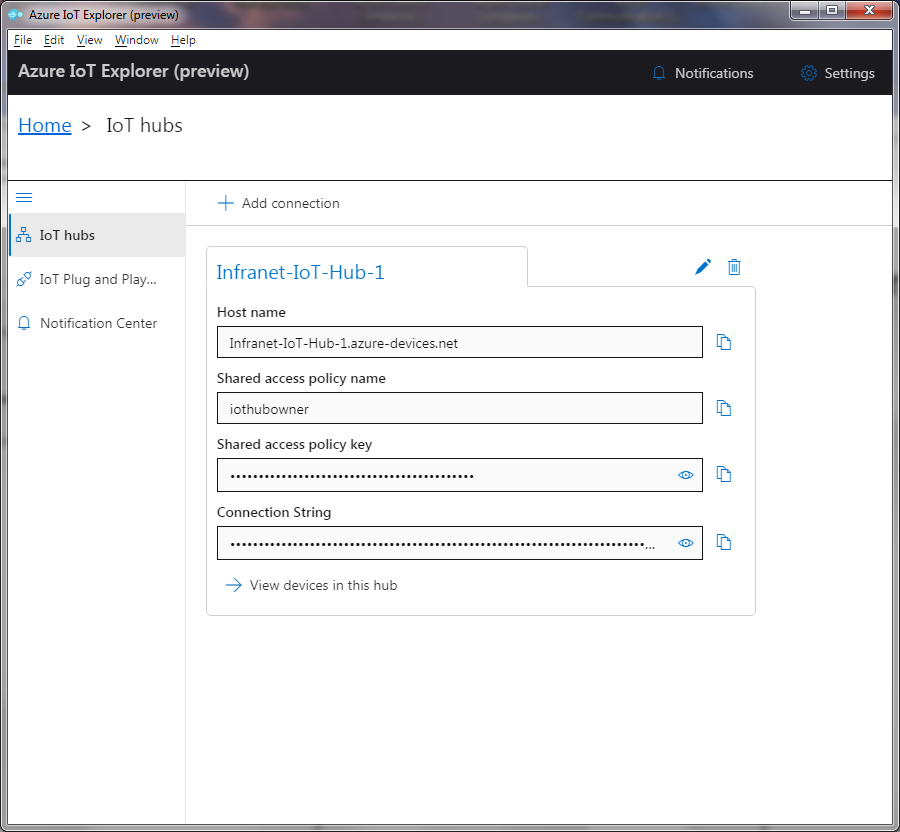 Azure IoT Explorer (preview)
File Edit View Window Help
Azure IoT Explorer (preview)
Notifications
Settings
Home > IoT hubs
Add connection
IoT hubs
IoT Plug and Play...
Notification Center
Infranet-IoT-Hub-1
Host name
Infranet-IoT-Hub-1.azure-devices.net
Shared access policy name
iothubowner
Shared access policy key
•••••••••••••••••••••••••••••••••••••••••••
Connection String
•••••••••••••••••••••••••••••••••••••••••••••••••••••••••••••••••••••••••...
View devices in this hub